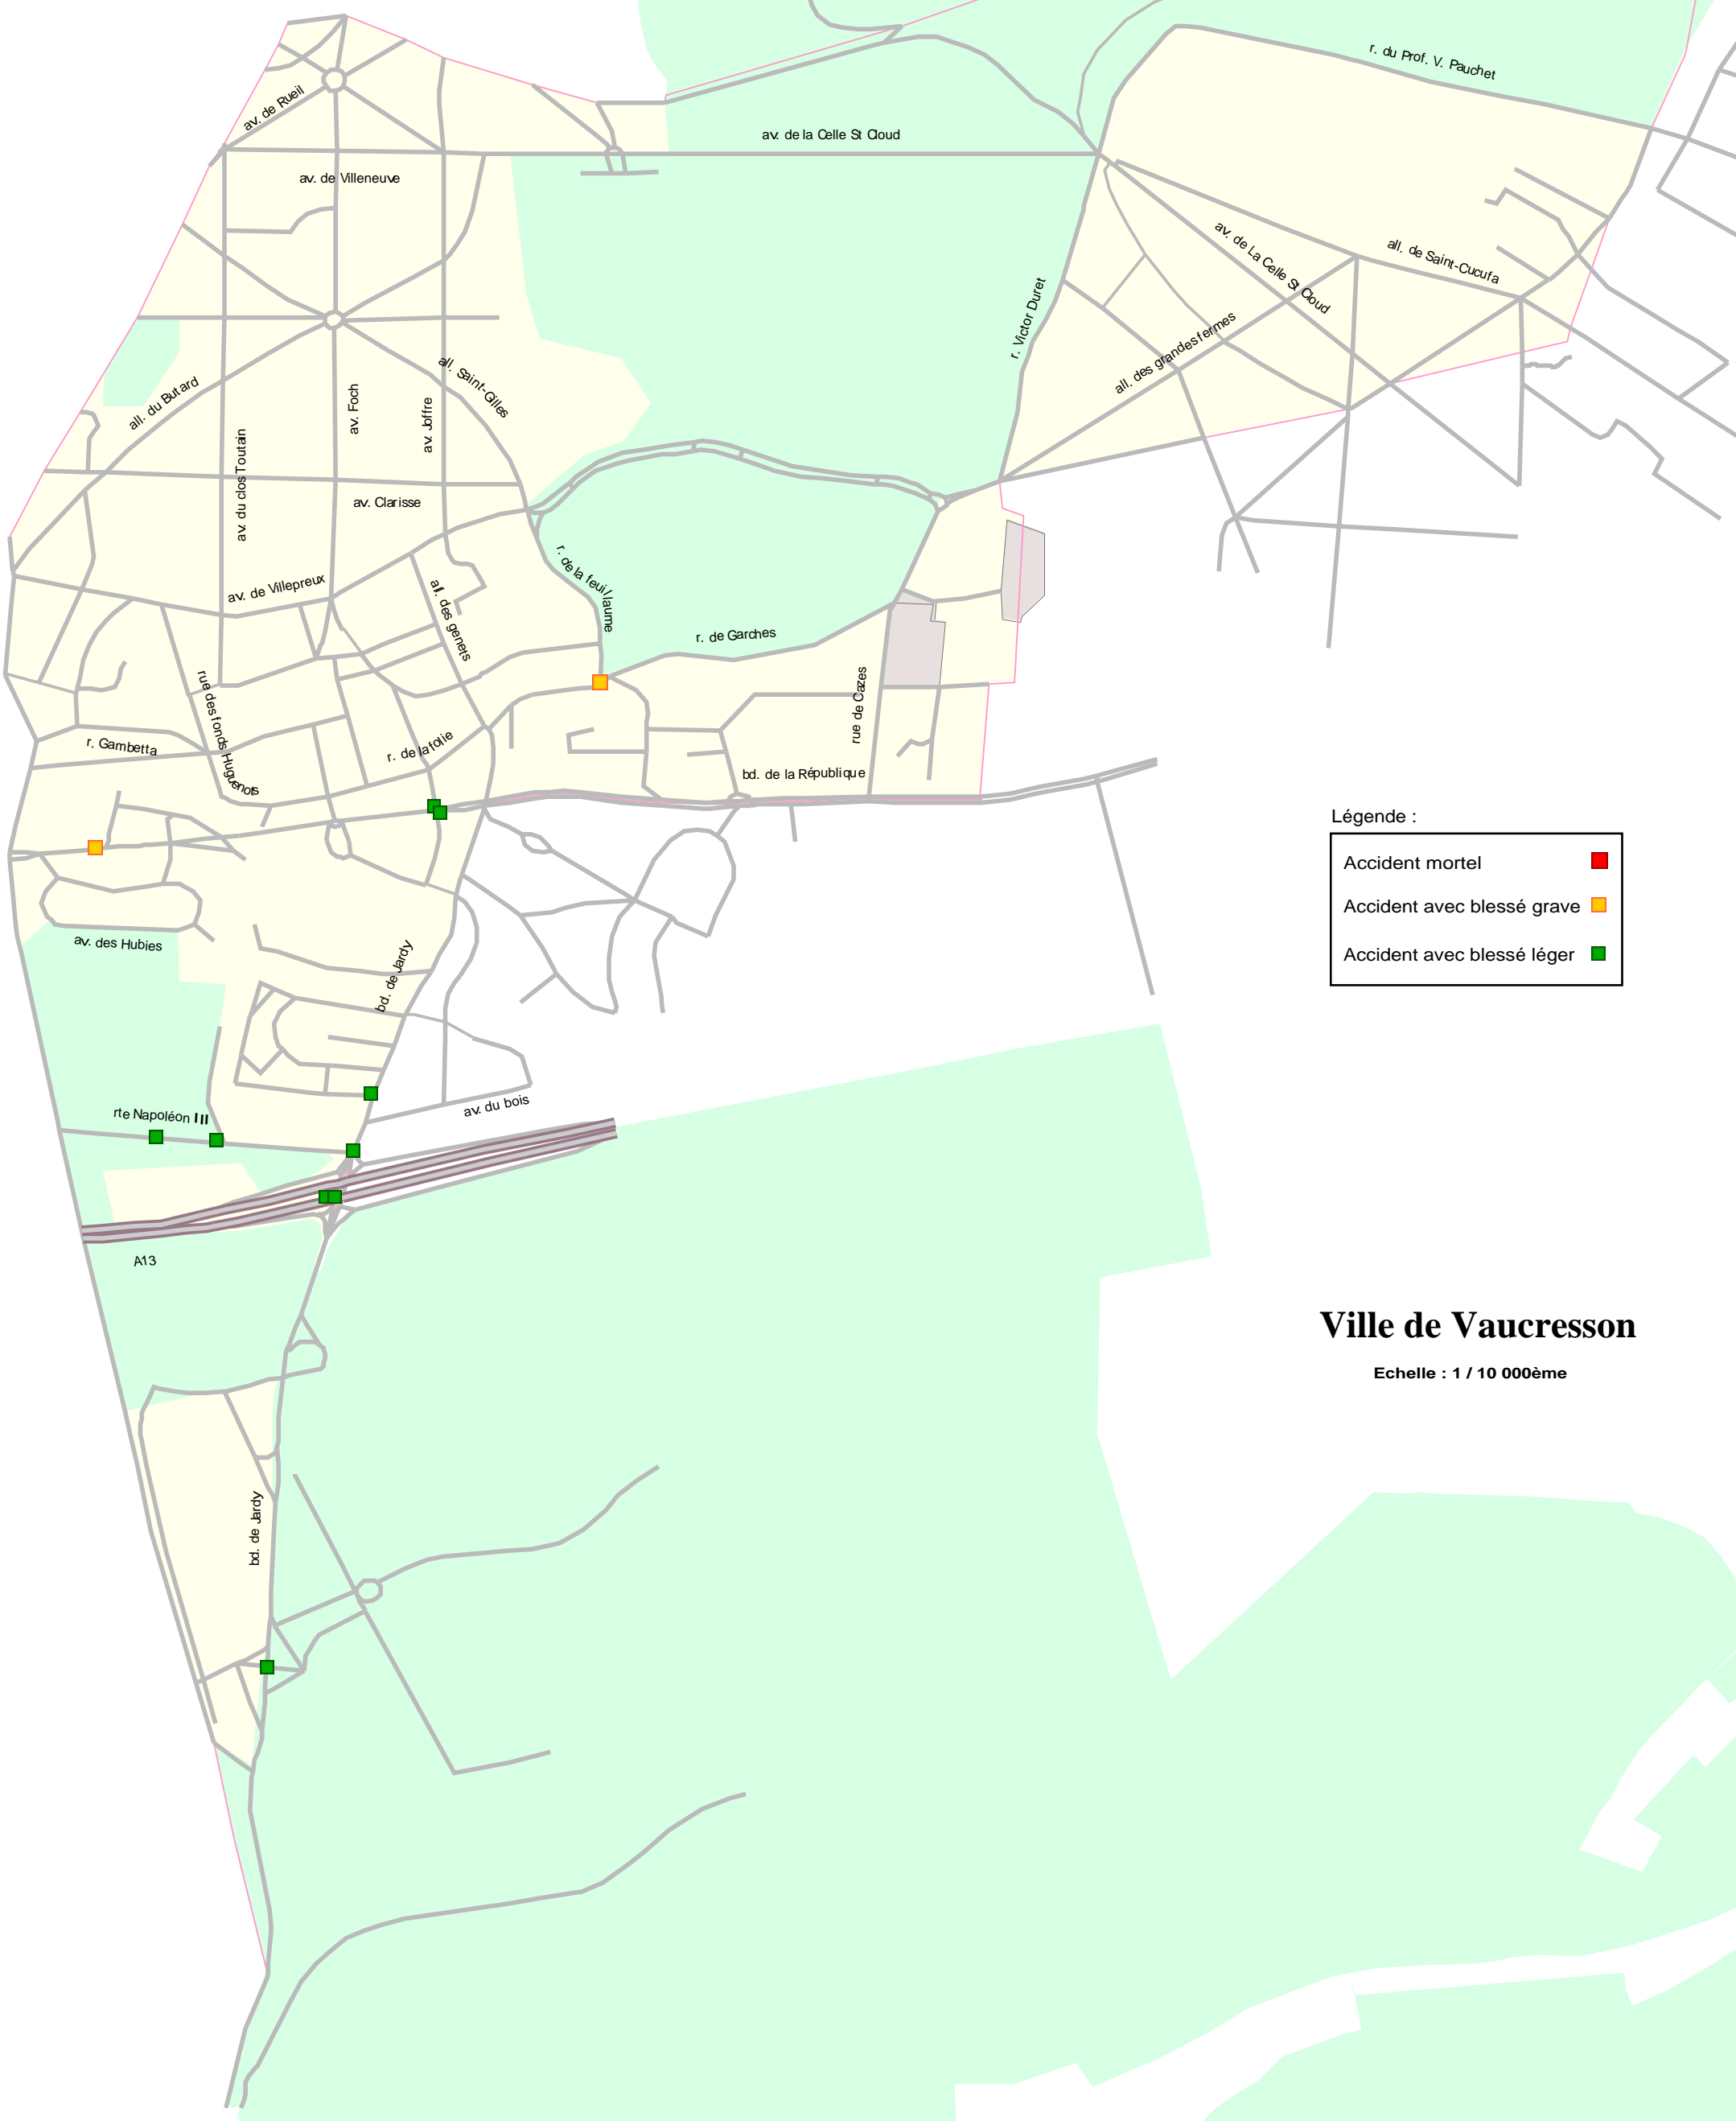 r. du Prof. V. Pauchet
av. de Rueil
av. de la Celle St Cloud
av. de Villeneuve
av. de La Celle St Cloud
all. de Saint-Cucufa
r. Victor Duret
all. des grandes fermes
all. du Butard
av. Foch
av. Joffre
all. Saint-Gilles
av. du clos Toutain
av. Clarisse
av. de Villepreux
all. des genets
r. de la feuillaume
r. de Garches
rue des fonds Huguenots
rue de Cazes
r. Gambetta
r. de la folie
bd. de la République
Légende :
Accident mortel
Accident avec blessé grave
Accident avec blessé léger
av. des Hubies
bd. de Jardy
rte Napoléon III
av. du bois
A13
Ville de Vaucresson
Echelle : 1 / 10 000ème
bd. de Jardy